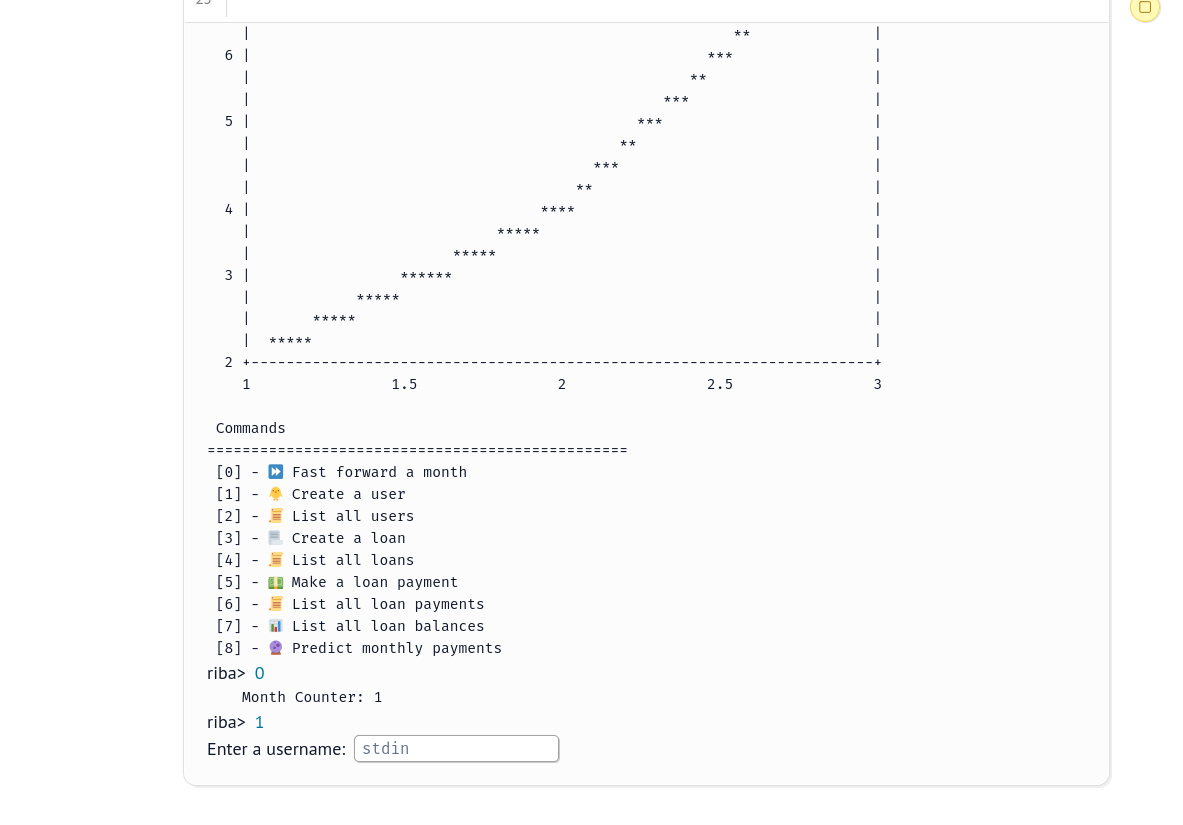 | ** |
6 | *** |
| ** |
| *** |
5 | *** |
| ** |
| *** |
| ** |
4 | **** |
| ***** |
| ***** |
3 | ****** |
| ***** |
| ***** |
| ***** |
2 +-----------------------------------------------------------------------+
1 1.5 2 2.5 3
Commands
================================================
[0] - ⏩ Fast forward a month
[1] - 🐥 Create a user
[2] - 📜 List all users
[3] - 📃 Create a loan
[4] - 📜 List all loans
[5] - 💵 Make a loan payment
[6] - 📜 List all loan payments
[7] - 📊 List all loan balances
[8] - 🔮 Predict monthly payments
riba> 0
Month Counter: 1
riba> 1
Enter a username: stdin